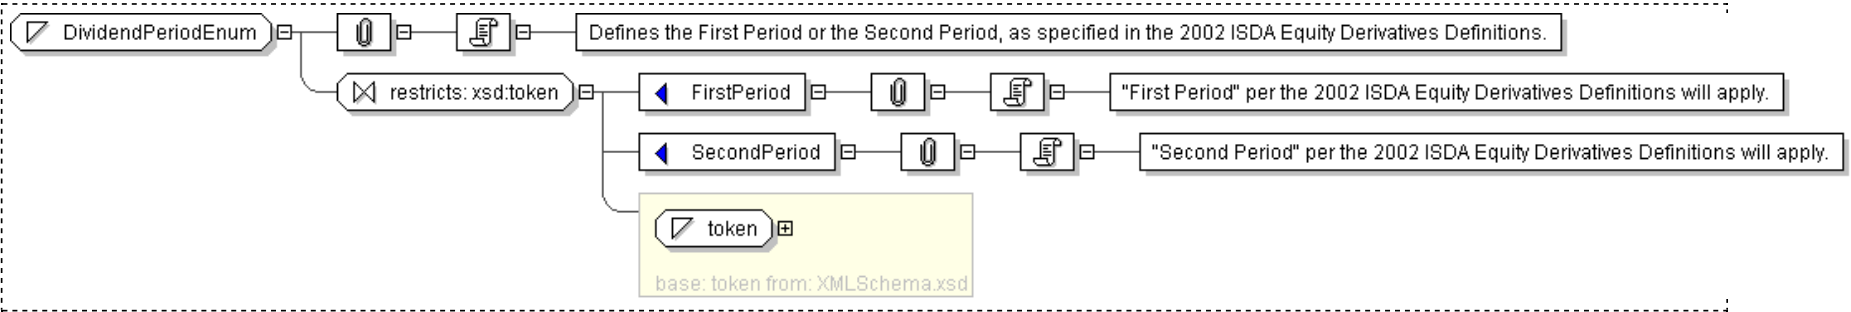 DividendPeriodEnum
Defines the First Period or the Second Period, as specified in the 2002 ISDA Equity Derivatives Definitions.
restricts: xsd:token
FirstPeriod
"First Period" per the 2002 ISDA Equity Derivatives Definitions will apply.
SecondPeriod
"Second Period" per the 2002 ISDA Equity Derivatives Definitions will apply.
token
base: token from: XMLSchema.xsd